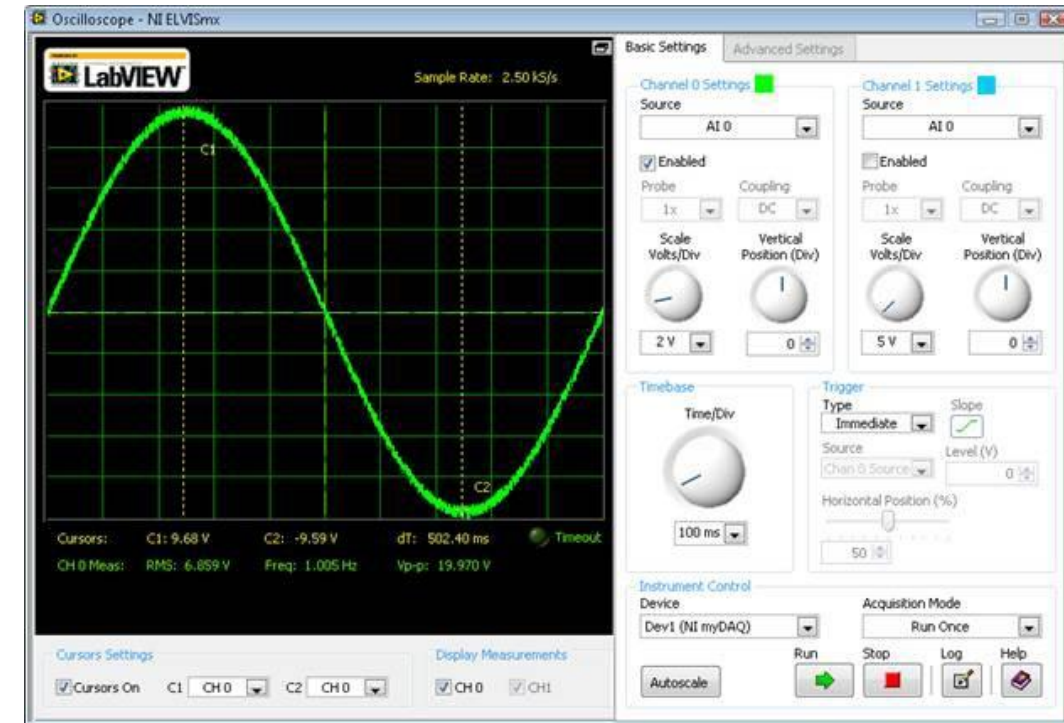 Oscilloscope - NI ELVISmx
LabVIEW
Sample Rate: 2.50 kS/s
C1
C2
Cursors: C1: 9.68 V C2: -9.59 V dT: 502.40 ms Timeout
CH 0 Meas: RMS: 6.859 V Freq: 1.005 Hz Vp-p: 19.970 V
Cursors Settings
Cursors On C1 CH 0 C2 CH 0
Display Measurements
CH 0 CH1
Basic Settings Advanced Settings
Channel 0 Settings
Source
AI 0
Enabled
Probe Coupling
1x DC
Scale Vertical
Volts/Div Position (Div)
2 V 0
Channel 1 Settings
Source
AI 0
Enabled
Probe Coupling
1x DC
Scale Vertical
Volts/Div Position (Div)
5 V 0
Timebase
Time/Div
100 ms
Trigger
Type Slope
Immediate
Source Level (V)
Chan 0 Source 0
Horizontal Position (%)
50
Instrument Control
Device Acquisition Mode
Dev1 (NI myDAQ) Run Once
Run Stop Log Help
Autoscale